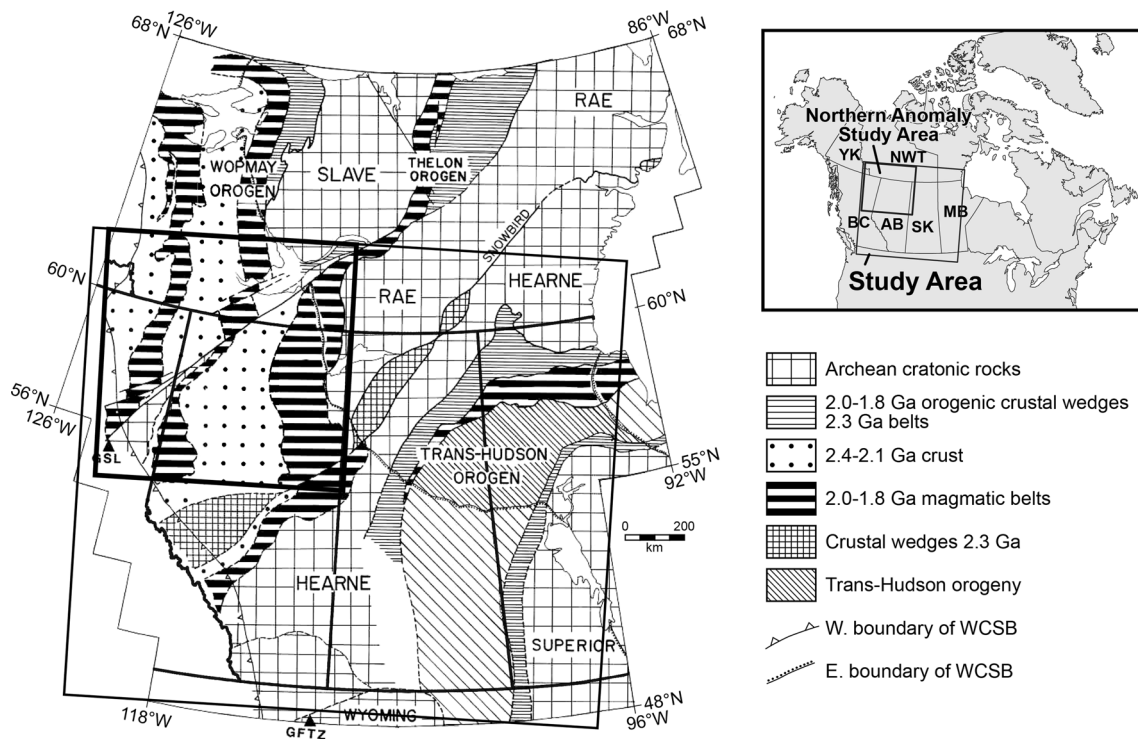 126°W
68°N
86°W
68°N
RAE
WOPMAY
OROGEN
SLAVE
THELON
OROGEN
SNOWBIRD
60°N
RAE
HEARNE
60°N
56°N
126°W
GSL
TRANS-HUDSON
OROGEN
55°N
92°W
0 200
km
HEARNE
SUPERIOR
118°W
WYOMING
GFTZ
48°N
96°W
Northern Anomaly
Study Area
YK
NWT
BC
AB
SK
MB
Study Area
Archean cratonic rocks
2.0-1.8 Ga orogenic crustal wedges
2.3 Ga belts
2.4-2.1 Ga crust
2.0-1.8 Ga magmatic belts
Crustal wedges 2.3 Ga
Trans-Hudson orogeny
W. boundary of WCSB
E. boundary of WCSB